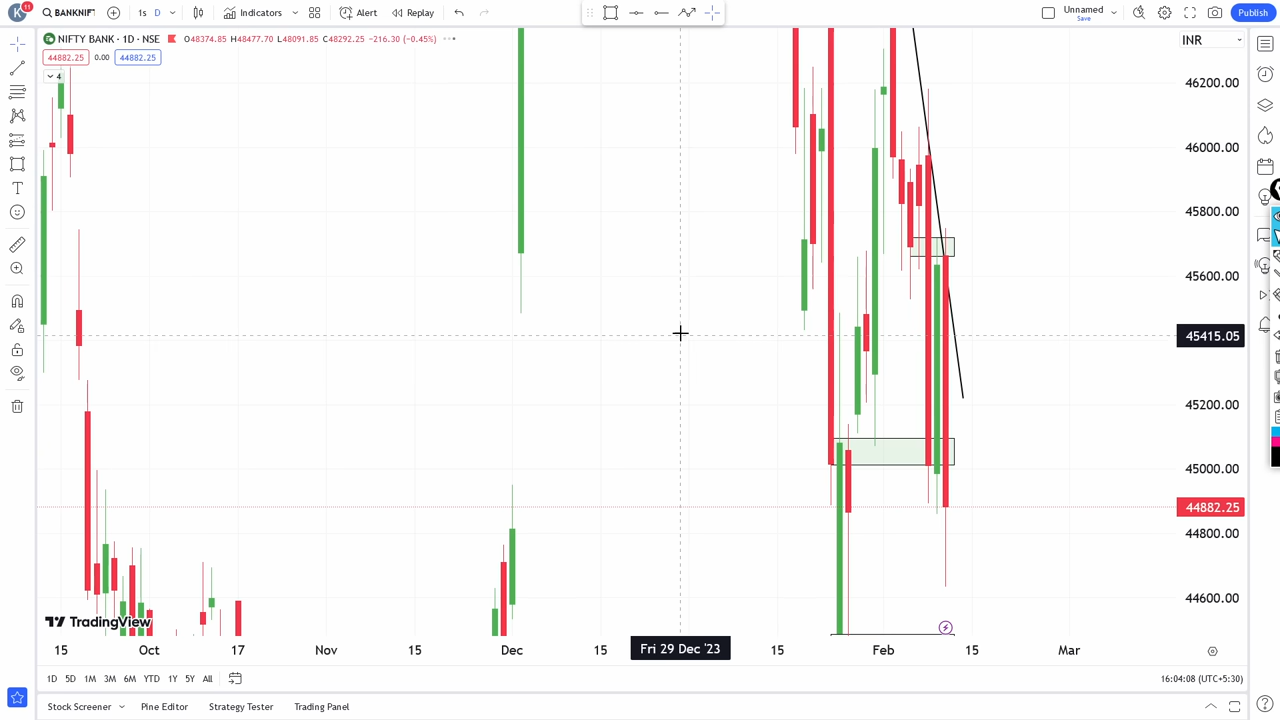 K 11 BANKNIFT 1s D Indicators Alert Replay Unnamed Save Publish
NIFTY BANK · 1D · NSE O48374.85 H48477.70 L48091.85 C48292.25 −216.30 (−0.45%)
INR
44882.25 0.00 44882.25
4
46200.00
46000.00
45800.00
45600.00
45415.05
45200.00
45000.00
44882.25
44800.00
44600.00
TradingView
15 Oct 17 Nov 15 Dec 15 Fri 29 Dec '23 15 Feb 15 Mar
1D 5D 1M 3M 6M YTD 1Y 5Y All
16:04:08 (UTC+5:30)
Stock Screener Pine Editor Strategy Tester Trading Panel